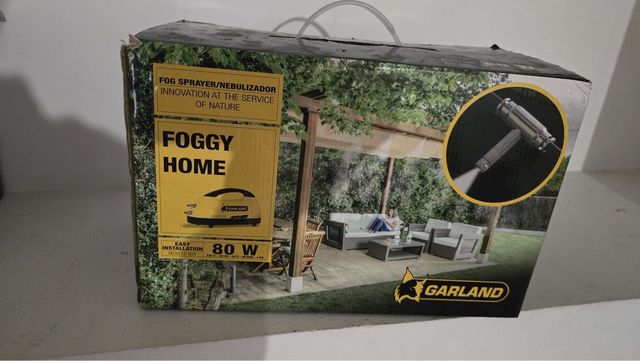 FOG SPRAYER/NEBULIZADOR
INNOVATION AT THE SERVICE
OF NATURE
FOGGY
HOME
GARLAND
EASY
INSTALLATION
80 W
GARLAND